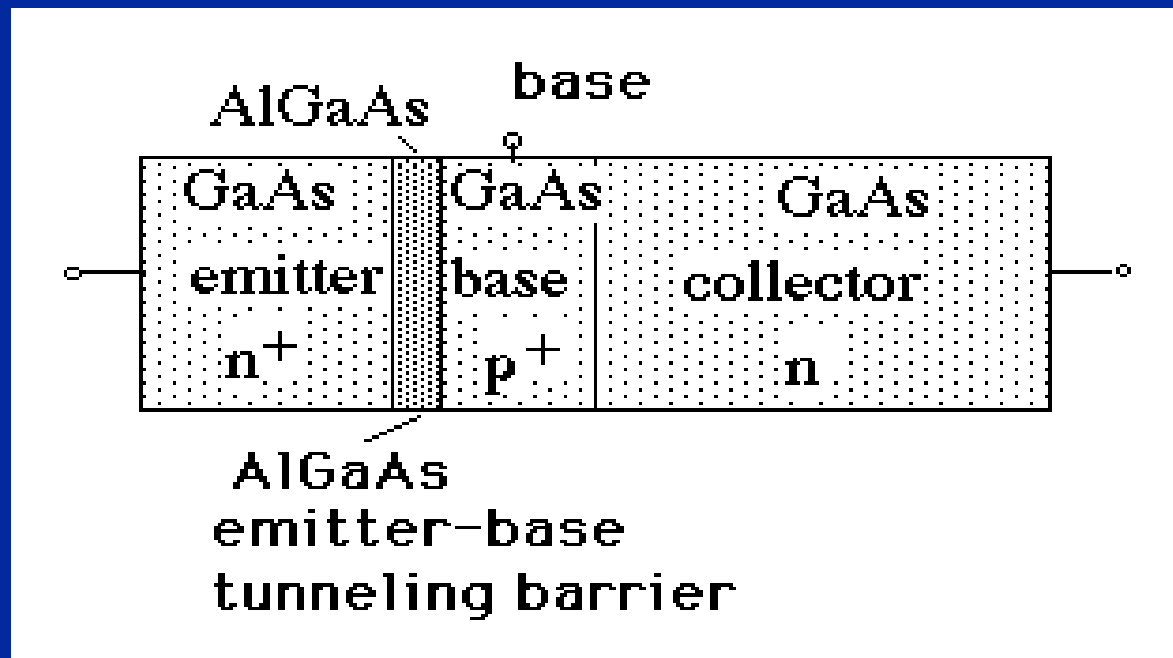 base
AlGaAs
GaAs GaAs GaAs
emitter base collector
n+ p+ n
AlGaAs
emitter-base
tunneling barrier